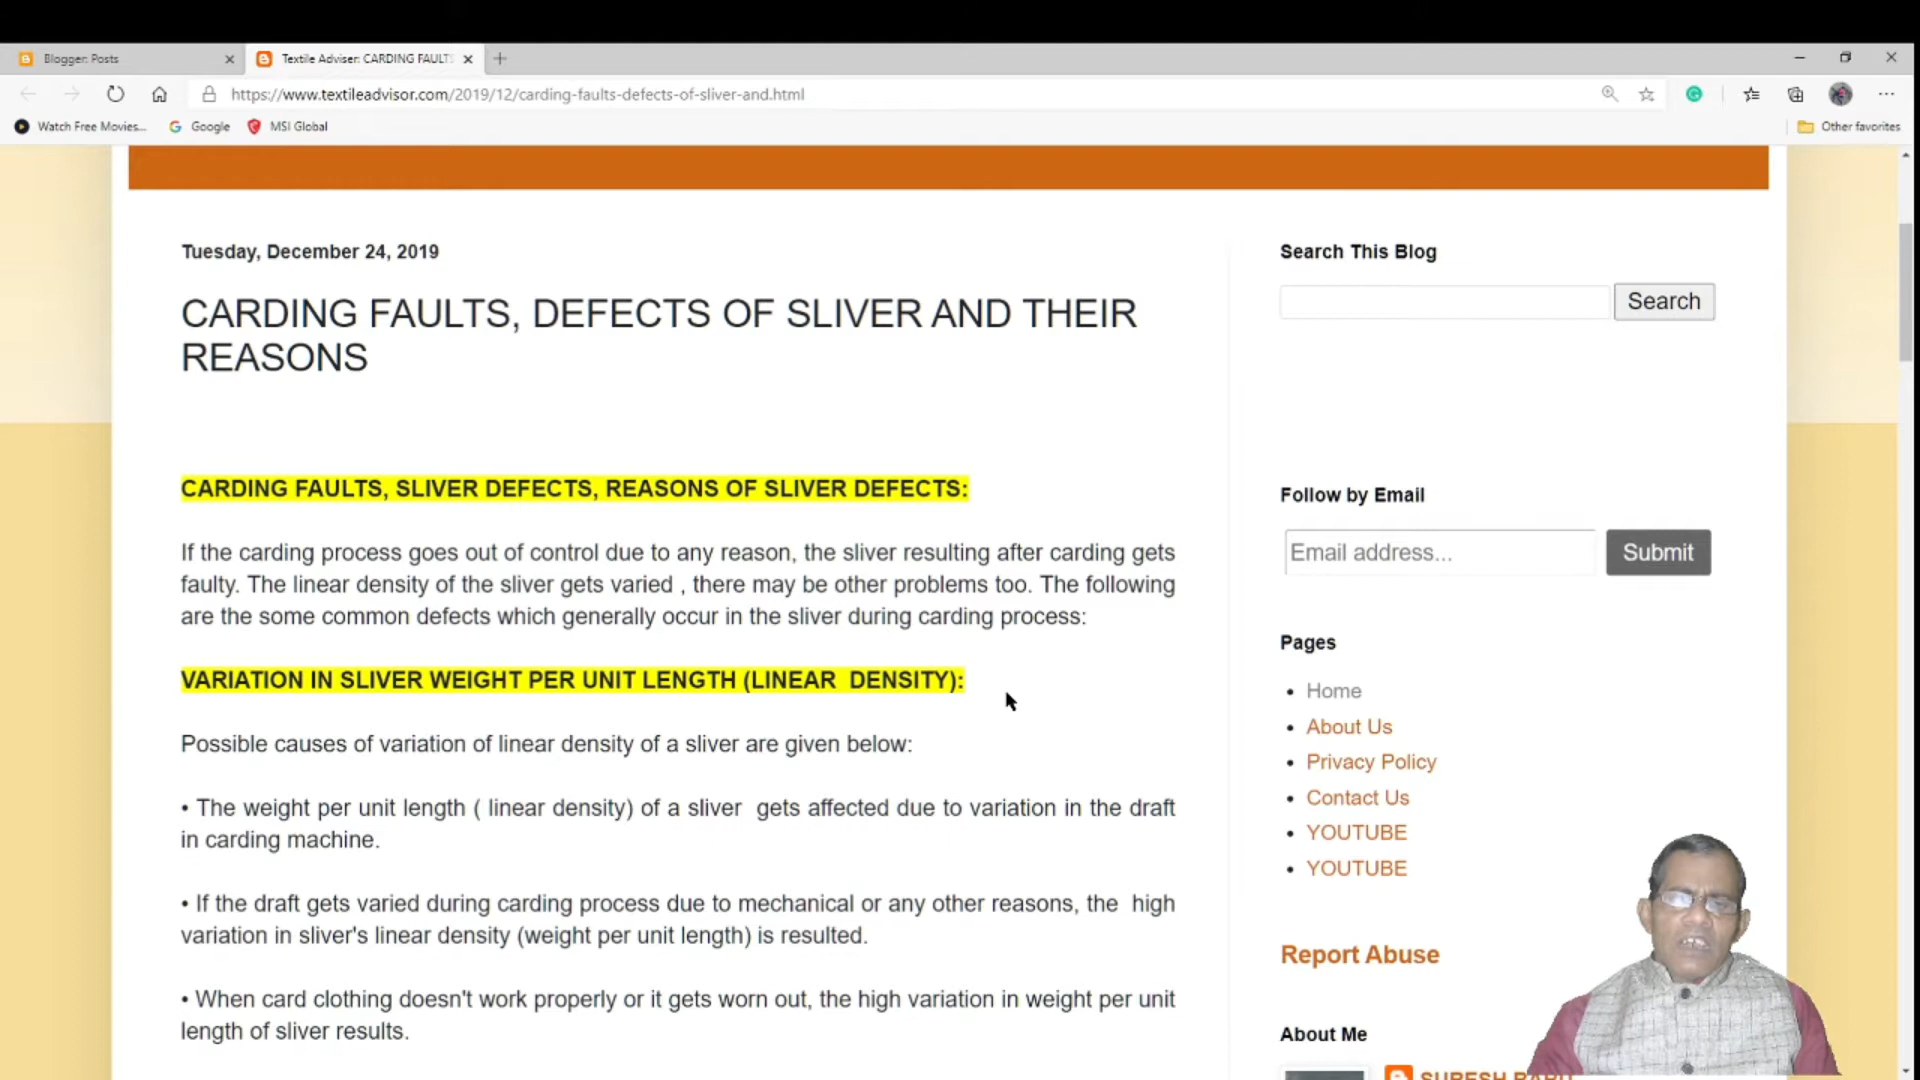 Blogger: Posts
Textile Adviser: CARDING FAULTS
https://www.textileadvisor.com/2019/12/carding-faults-defects-of-sliver-and.html
Watch Free Movies...
Google
MSI Global
Other favorites
Tuesday, December 24, 2019
CARDING FAULTS, DEFECTS OF SLIVER AND THEIR
REASONS
CARDING FAULTS, SLIVER DEFECTS, REASONS OF SLIVER DEFECTS:
If the carding process goes out of control due to any reason, the sliver resulting after carding gets
faulty. The linear density of the sliver gets varied , there may be other problems too. The following
are the some common defects which generally occur in the sliver during carding process:
VARIATION IN SLIVER WEIGHT PER UNIT LENGTH (LINEAR  DENSITY):
Possible causes of variation of linear density of a sliver are given below:
• The weight per unit length ( linear density) of a sliver  gets affected due to variation in the draft
in carding machine.
• If the draft gets varied during carding process due to mechanical or any other reasons, the  high
variation in sliver's linear density (weight per unit length) is resulted.
• When card clothing doesn't work properly or it gets worn out, the high variation in weight per unit
length of sliver results.
Search This Blog
Search
Follow by Email
Email address...
Submit
Pages
• Home
• About Us
• Privacy Policy
• Contact Us
• YOUTUBE
• YOUTUBE
Report Abuse
About Me
SURESH BABU